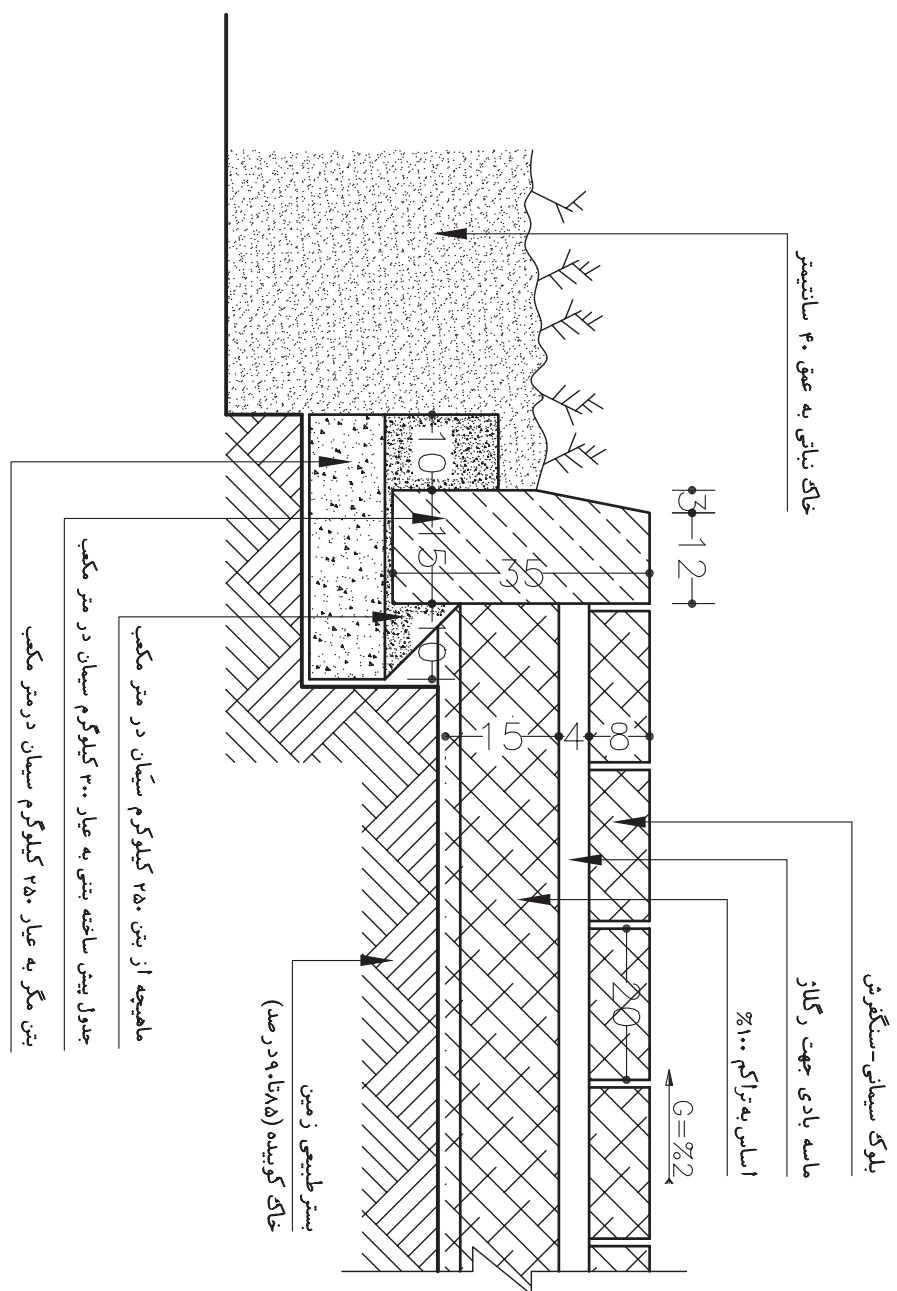 خاک نباتی به عمق ۴۰ سانتیمتر
بلوک سیمانی-سنگفرش
ماسه بادی جهت رگلاژ
اساس به تراکم ۱۰۰%
G=%2
3
12
35
10
15
10
15
4
8
20
بستر طبیعی زمین
خاک کوبیده (۸۵تا۹۰درصد)
ماهیچه از بتن ۲۵۰ کیلوگرم سیمان در متر مکعب
جدول پیش ساخته بتنی به عیار ۳۰۰ کیلوگرم سیمان در متر مکعب
بتن مگر به عیار ۲۵۰ کیلوگرم سیمان درمتر مکعب